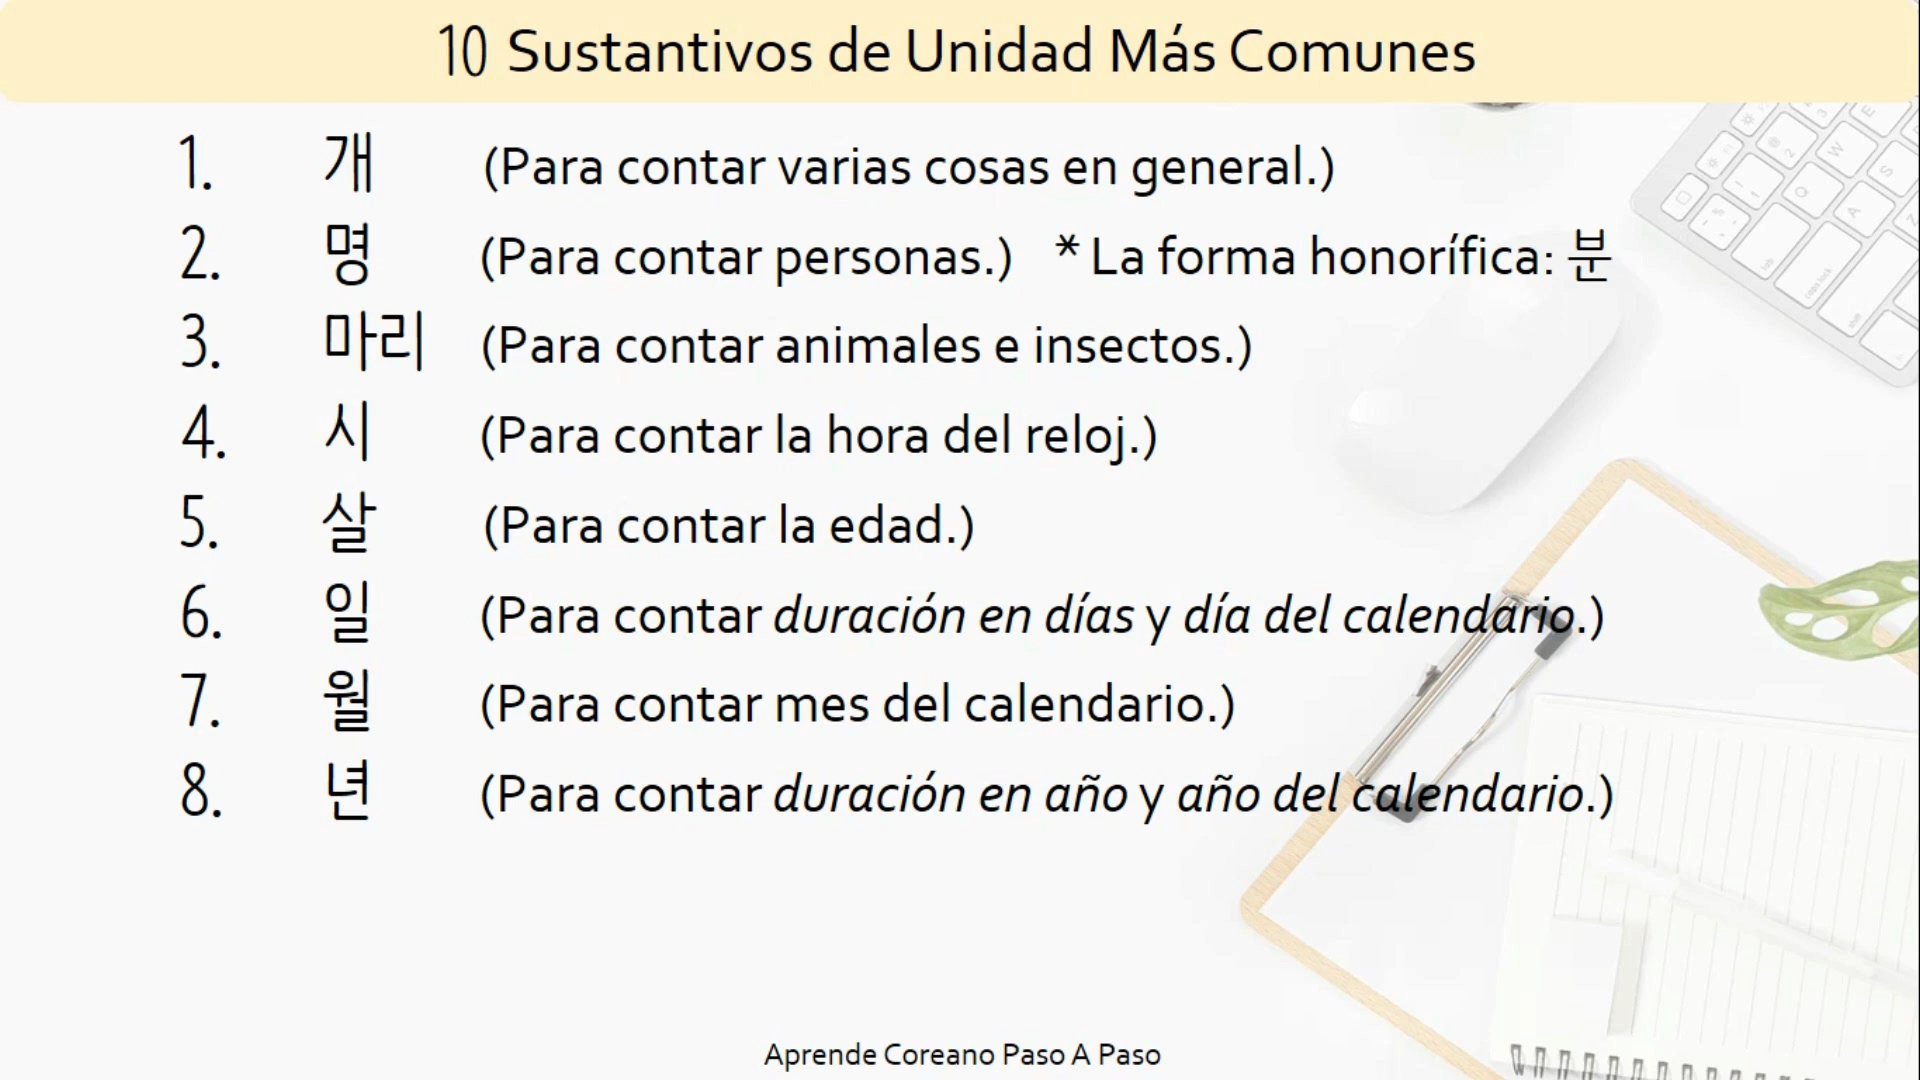 10 Sustantivos de Unidad Más Comunes
1. 개 (Para contar varias cosas en general.)
2. 명 (Para contar personas.) * La forma honorífica: 분
3. 마리 (Para contar animales e insectos.)
4. 시 (Para contar la hora del reloj.)
5. 살 (Para contar la edad.)
6. 일 (Para contar duración en días y día del calendario.)
7. 월 (Para contar mes del calendario.)
8. 년 (Para contar duración en año y año del calendario.)
Aprende Coreano Paso A Paso